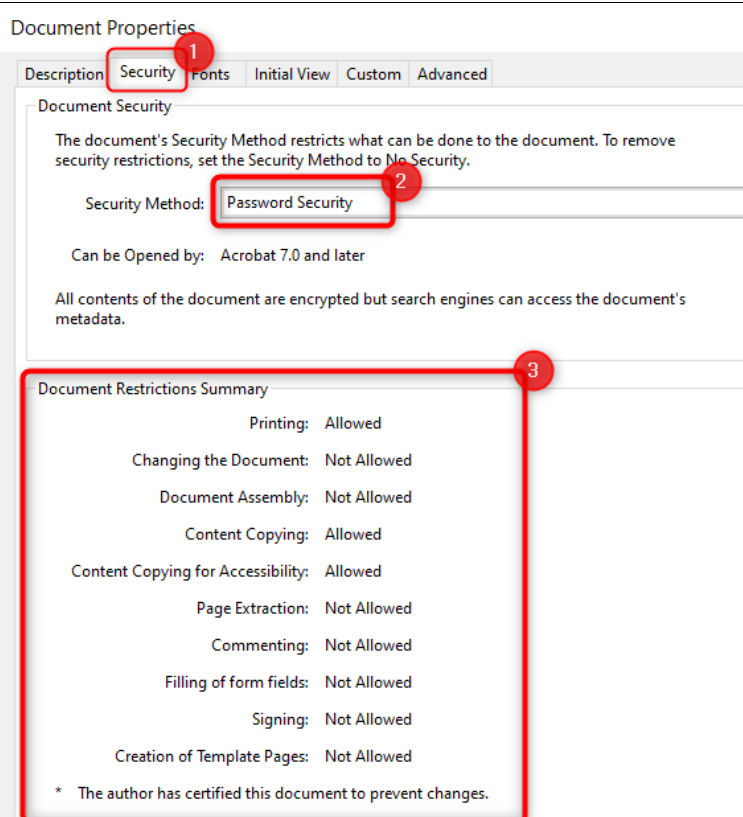 Document Properties
1
Description Security Fonts Initial View Custom Advanced
Document Security
The document's Security Method restricts what can be done to the document. To remove
security restrictions, set the Security Method to No Security.
2
Security Method: Password Security
Can be Opened by: Acrobat 7.0 and later
All contents of the document are encrypted but search engines can access the document's
metadata.
3
Document Restrictions Summary
Printing: Allowed
Changing the Document: Not Allowed
Document Assembly: Not Allowed
Content Copying: Allowed
Content Copying for Accessibility: Allowed
Page Extraction: Not Allowed
Commenting: Not Allowed
Filling of form fields: Not Allowed
Signing: Not Allowed
Creation of Template Pages: Not Allowed
* The author has certified this document to prevent changes.